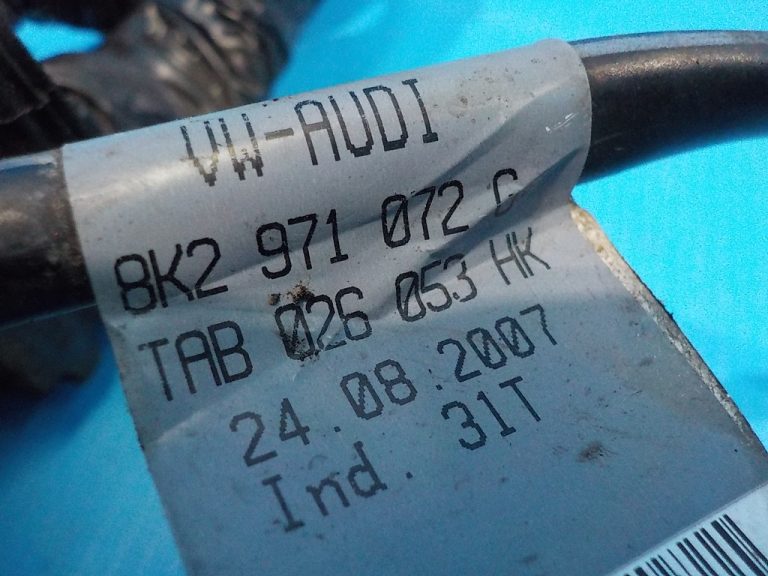 VW-AUDI
8K2 971 072 C
TAB 026 053 HK
24.08.2007
Ind. 31T